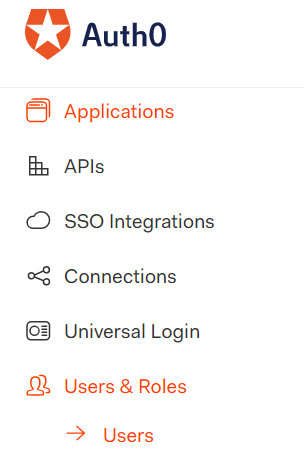 Auth0
Applications
APIs
SSO Integrations
Connections
Universal Login
Users & Roles
Users